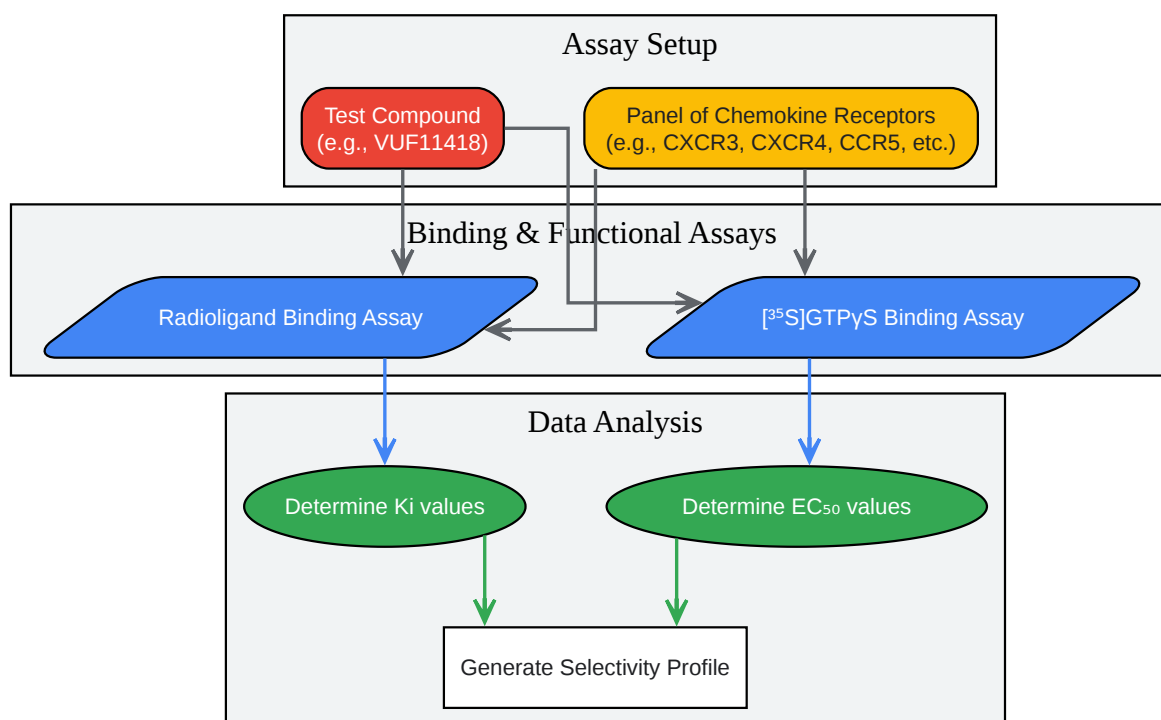 Assay Setup
Test Compound
(e.g., VUF11418)
Panel of Chemokine Receptors
(e.g., CXCR3, CXCR4, CCR5, etc.)
Binding & Functional Assays
Radioligand Binding Assay
[³⁵S]GTPγS Binding Assay
Data Analysis
Determine Ki values
Determine EC₅₀ values
Generate Selectivity Profile